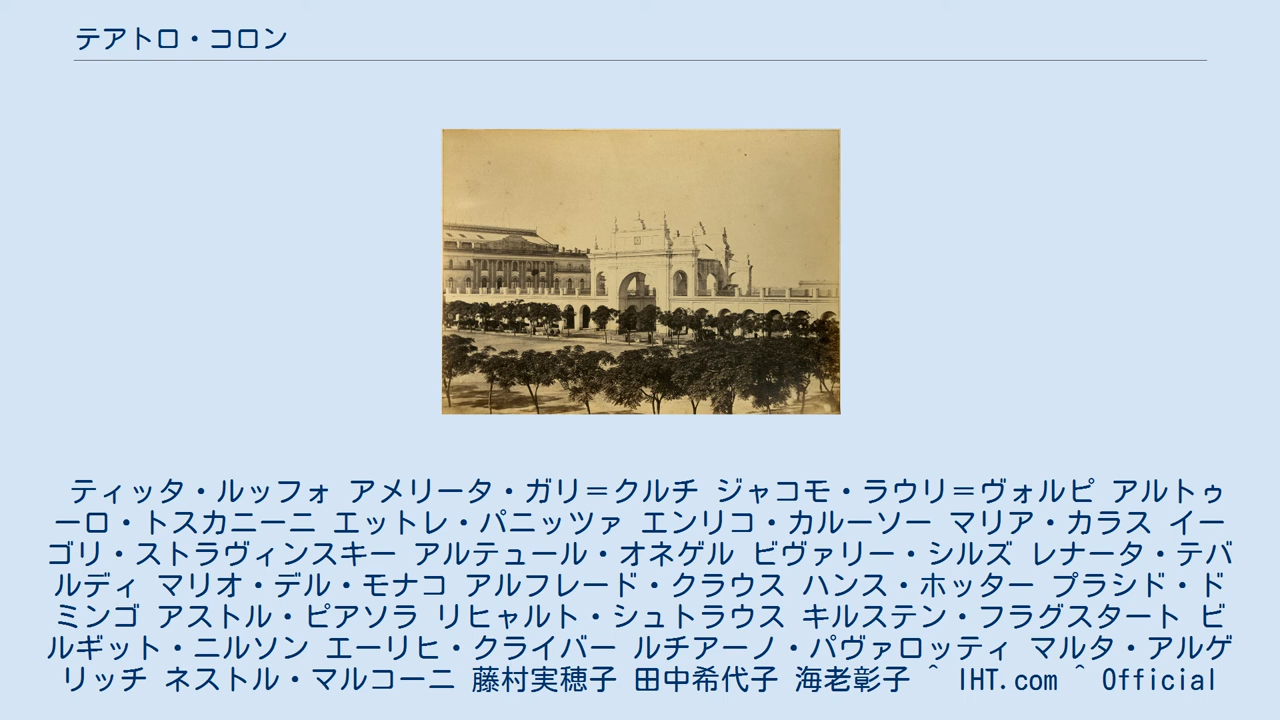 テアトロ・コロン
ティッタ・ルッフォ アメリータ・ガリ＝クルチ ジャコモ・ラウリ＝ヴォルピ アルトゥ
ーロ・トスカニーニ エットレ・パニッツァ エンリコ・カルーソー マリア・カラス イー
ゴリ・ストラヴィンスキー アルテュール・オネゲル ビヴァリー・シルズ レナータ・テバ
ルディ マリオ・デル・モナコ アルフレード・クラウス ハンス・ホッター プラシド・ド
ミンゴ アストル・ピアソラ リヒャルト・シュトラウス キルステン・フラグスタート ビ
ルギット・ニルソン エーリヒ・クライバー ルチアーノ・パヴァロッティ マルタ・アルゲ
リッチ ネストル・マルコーニ 藤村実穂子 田中希代子 海老彰子 ^ IHT.com ^ Official